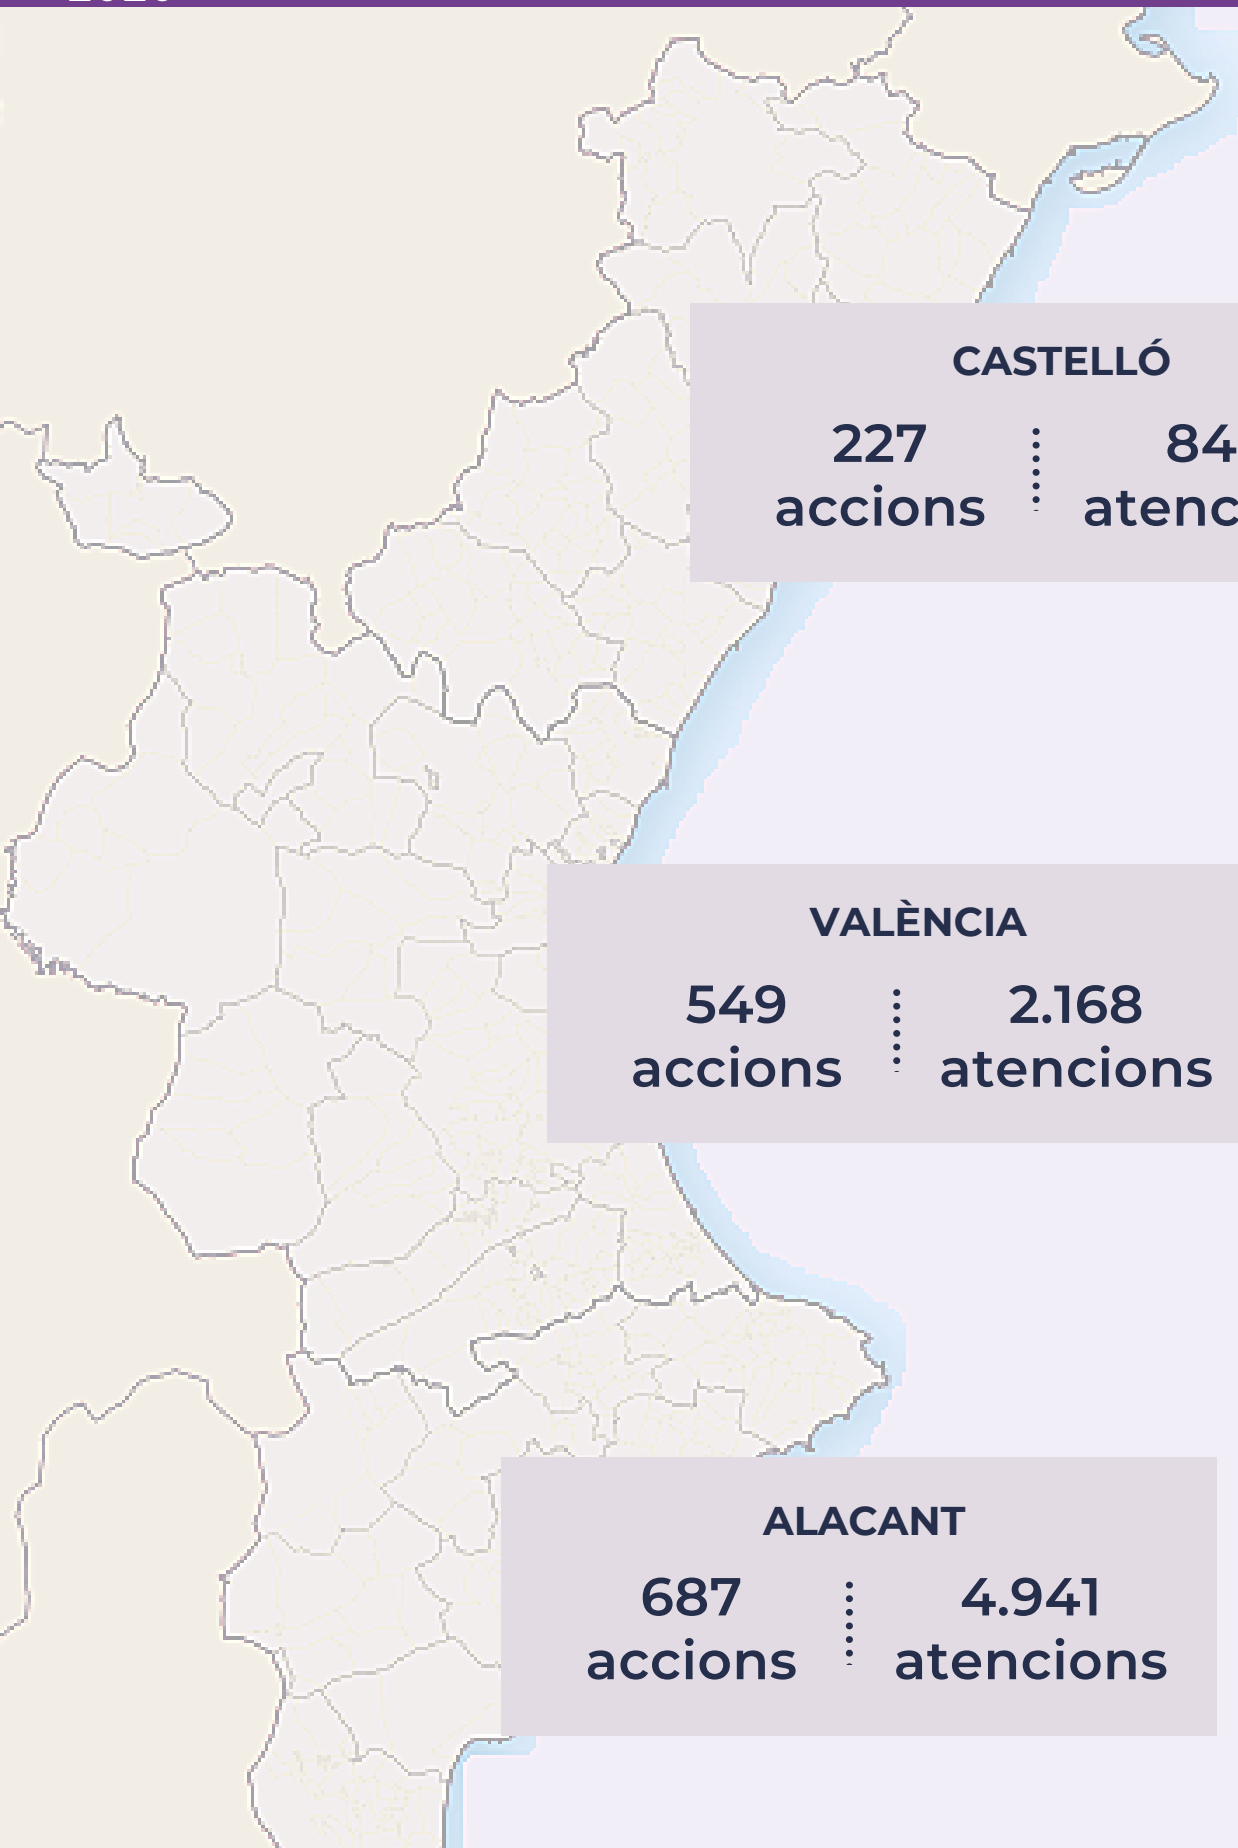 CASTELLÓ
227
accions
VALÈNCIA
549 2.168
accions atencions
ALACANT
687 4.941
accions atencions